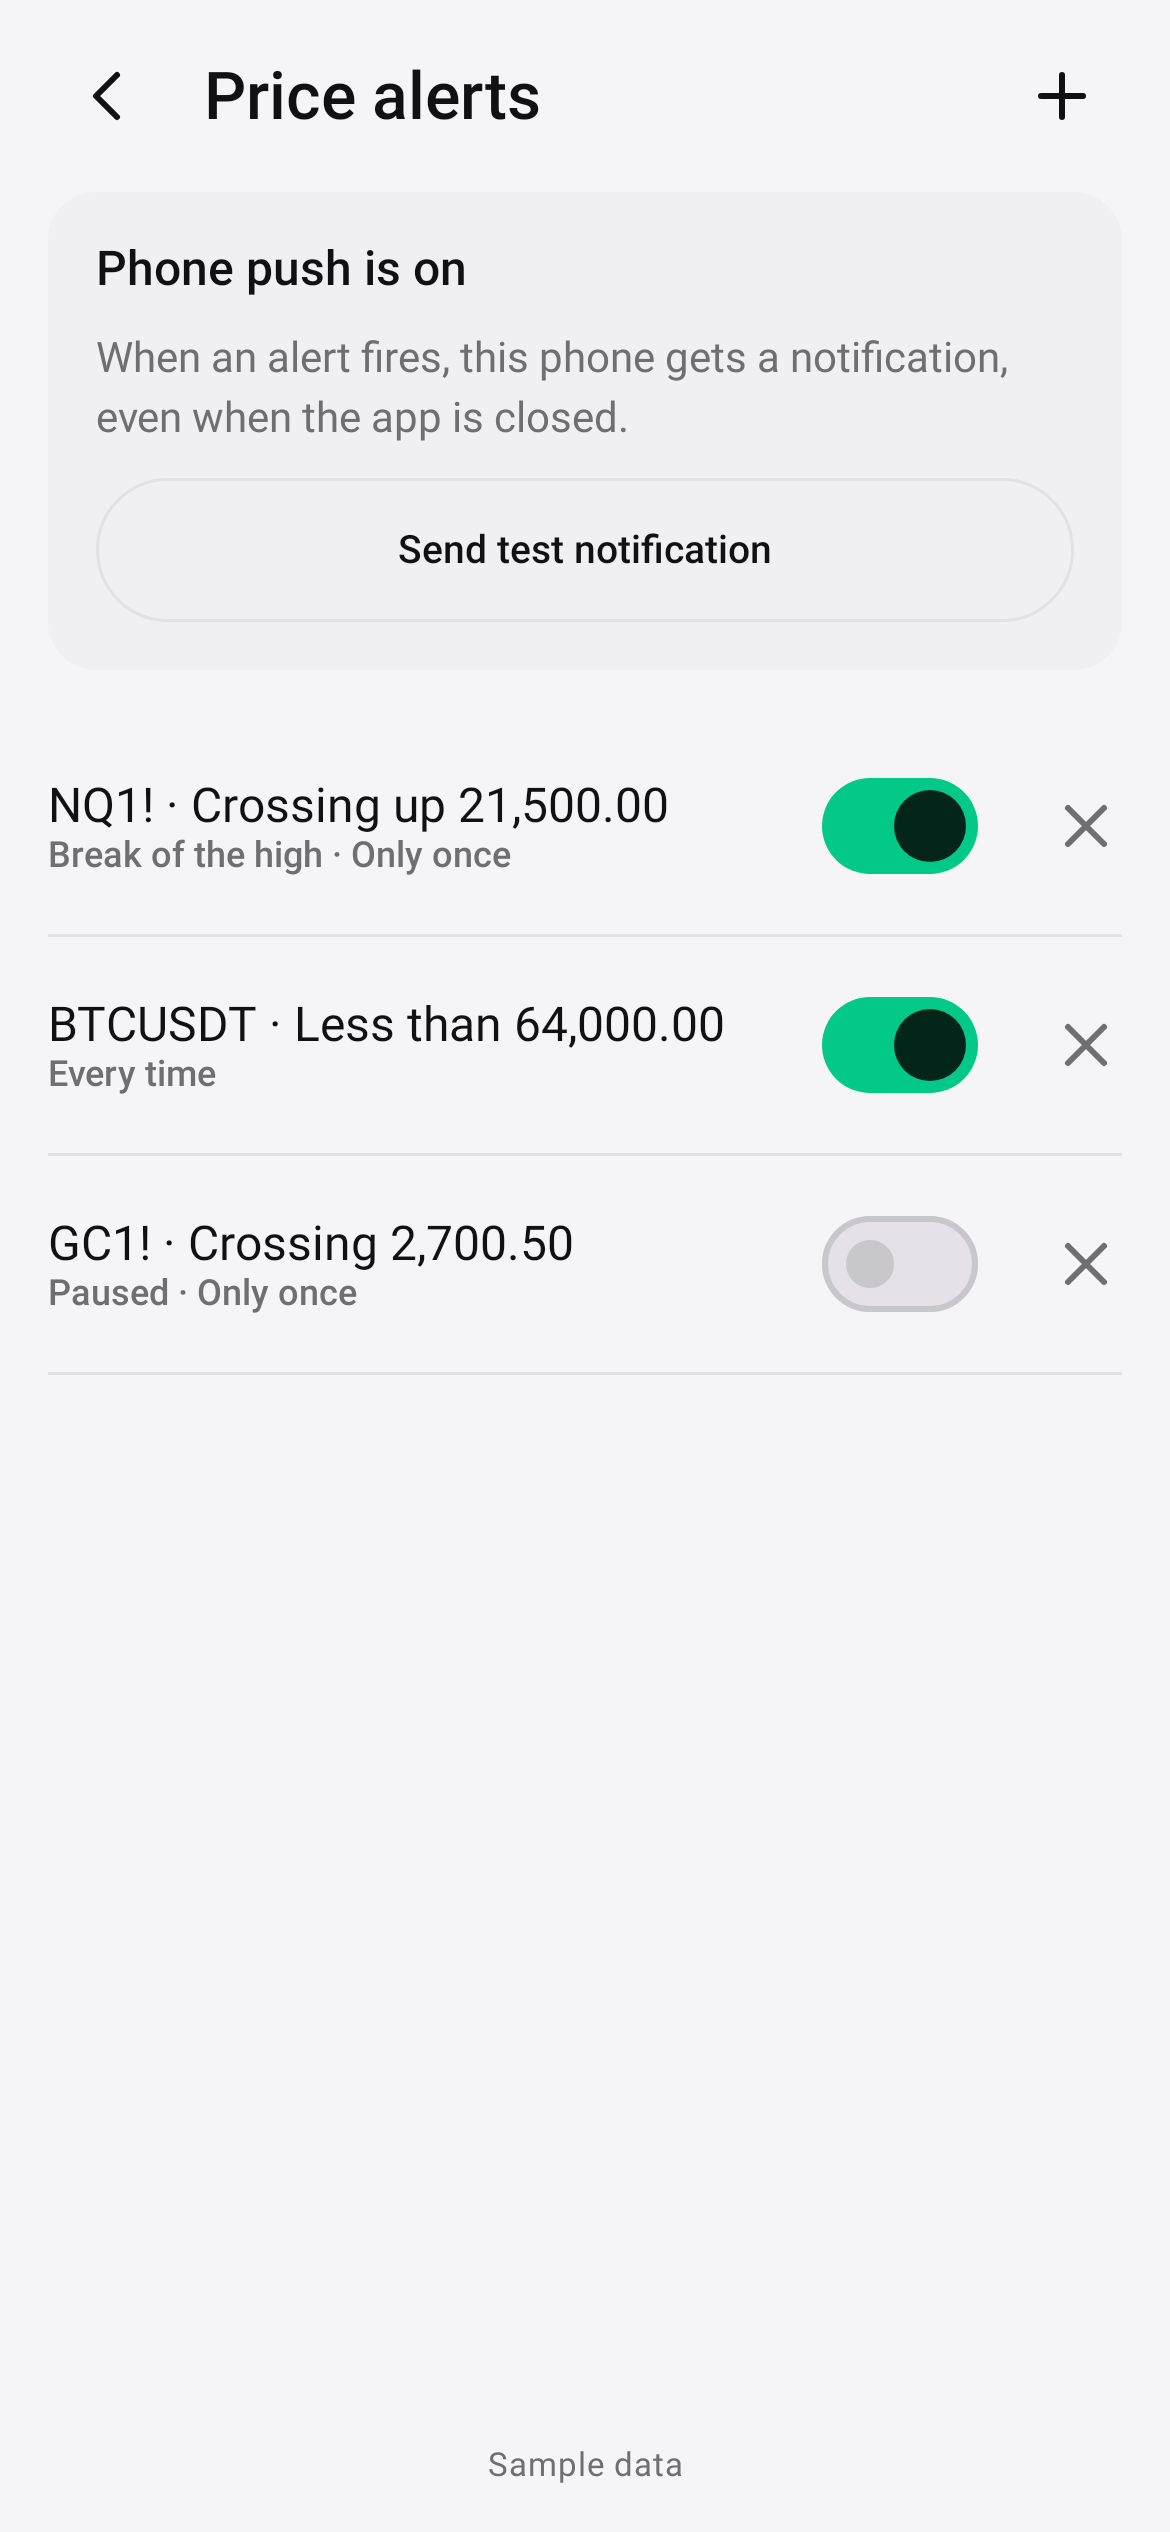 Price alerts
Phone push is on
When an alert fires, this phone gets a notification,
even when the app is closed.
Send test notification
NQ1! · Crossing up 21,500.00
Break of the high · Only once
BTCUSDT · Less than 64,000.00
Every time
GC1! · Crossing 2,700.50
Paused · Only once
Sample data